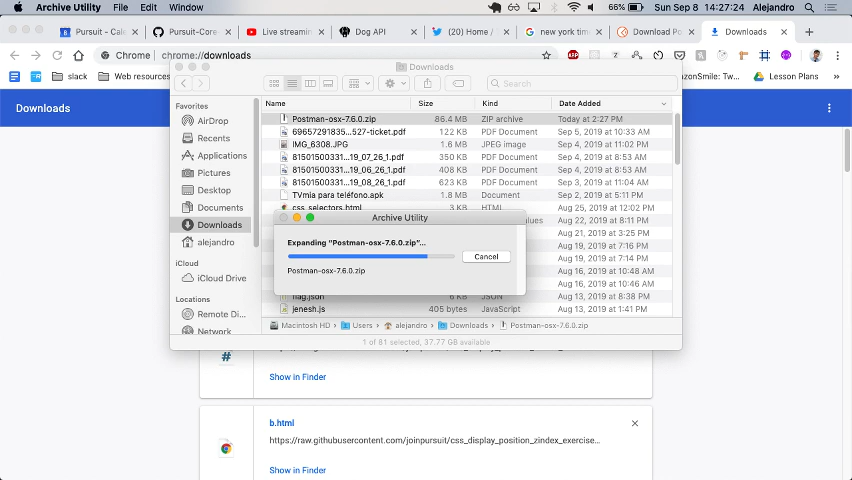 Archive Utility File Edit Window 66% Sun Sep 8 14:27:24 Alejandro
Pursuit - Cal Pursuit-Core- Live streamin Dog API (20) Home / new york tim Download Po Downloads
Chrome chrome://downloads
slack Web resources Downloads zonSmile: Tw... Lesson Plans
Search
Downloads
Favorites Name Size Kind Date Added
AirDrop Postman-osx-7.6.0.zip 86.4 MB ZIP archive Today at 2:27 PM
69657291835...527-ticket.pdf 122 KB PDF Document Sep 5, 2019 at 10:33 AM
Recents IMG_6308.JPG 1.6 MB JPEG image Sep 4, 2019 at 11:02 PM
Applications 81501500331...19_07_26_1.pdf 350 KB PDF Document Sep 4, 2019 at 8:53 AM
Pictures 81501500331...19_06_26_1.pdf 408 KB PDF Document Sep 4, 2019 at 8:53 AM
Desktop 81501500331...19_08_26_1.pdf 623 KB PDF Document Sep 3, 2019 at 11:04 AM
TVmia para teléfono.apk 1.8 MB Document Sep 2, 2019 at 5:11 PM
Documents css_selectors.html 3 KB HTML Aug 25, 2019 at 12:02 PM
Downloads Archive Utility values Aug 22, 2019 at 8:11 PM
Aug 21, 2019 at 3:25 PM
alejandro Expanding “Postman-osx-7.6.0.zip”... Aug 19, 2019 at 7:16 PM
Cancel Aug 19, 2019 at 7:14 PM
iCloud Postman-osx-7.6.0.zip Aug 16, 2019 at 10:48 AM
iCloud Drive Aug 16, 2019 at 10:46 AM
Locations flag.json 6 KB JSON Aug 13, 2019 at 8:38 PM
Remote Di... jenesh.js 405 bytes JavaScript Aug 13, 2019 at 1:41 PM
Network Macintosh HD Users alejandro Downloads Postman-osx-7.6.0.zip
1 of 81 selected, 37.77 GB available
Show in Finder
b.html
https://raw.githubusercontent.com/joinpursuit/css_display_position_zindex_exercise...
Show in Finder